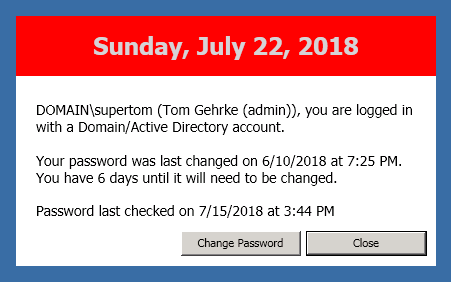 Sunday, July 22, 2018
DOMAIN\supertom (Tom Gehrke (admin)), you are logged in
with a Domain/Active Directory account.
Your password was last changed on 6/10/2018 at 7:25 PM.
You have 6 days until it will need to be changed.
Password last checked on 7/15/2018 at 3:44 PM
Change Password
Close